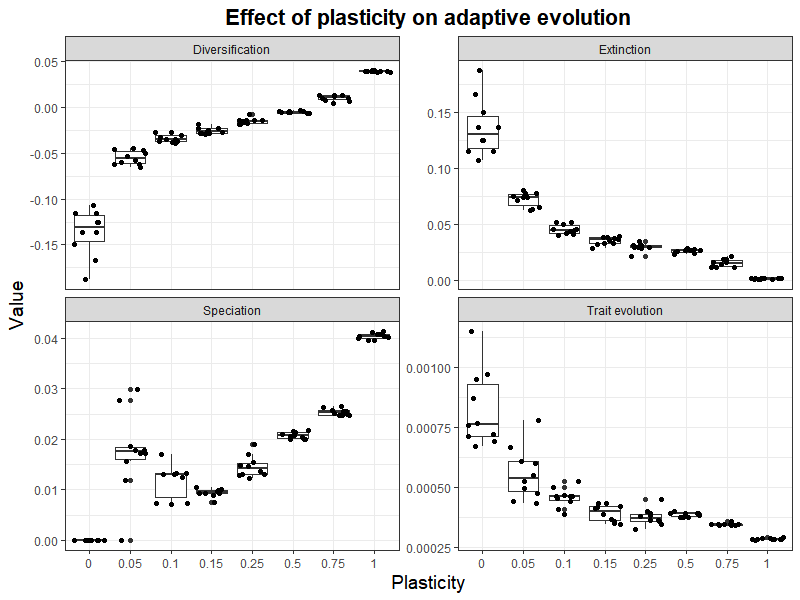 Effect of plasticity on adaptive evolution
Diversification
Extinction
0.05
0.00
-0.05
-0.10
-0.15
0.15
0.10
0.05
0.00
Value
Speciation
Trait evolution
0.04
0.03
0.02
0.01
0.00
0.00100
0.00075
0.00050
0.00025
0 0.05 0.1 0.15 0.25 0.5 0.75 1
0 0.05 0.1 0.15 0.25 0.5 0.75 1
Plasticity